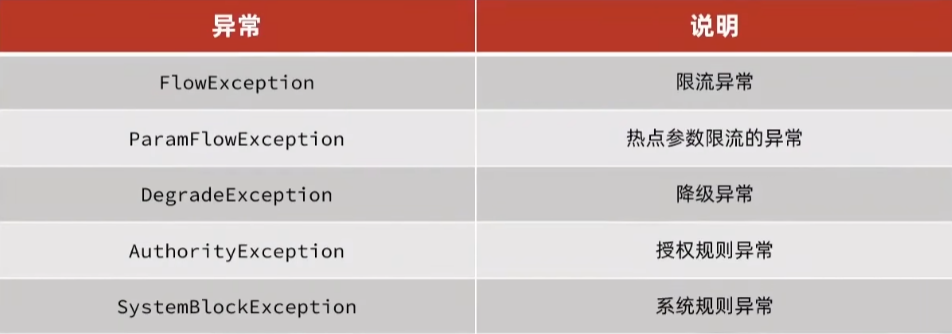 异常 说明
FlowException 限流异常
ParamFlowException 热点参数限流的异常
DegradeException 降级异常
AuthorityException 授权规则异常
SystemBlockException 系统规则异常